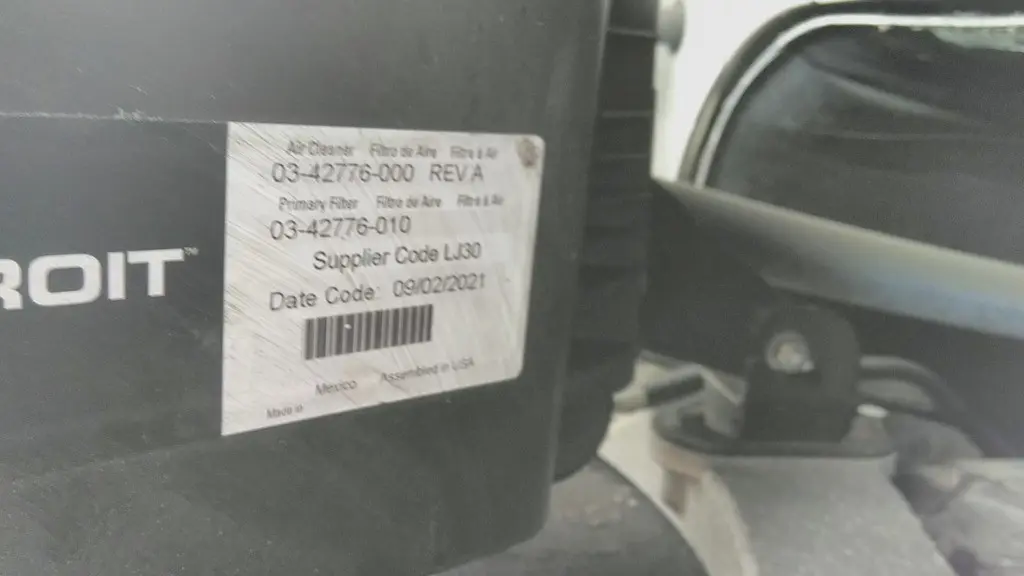 ROIT™
Air Cleaner Filtro de Aire Filtre à Air
03-42776-000 REV A
Primary Filter Filtro de Aire Filtre à Air
03-42776-010
Supplier Code LJ30
Date Code: 09/02/2021
Made in Mexico Assembled in USA